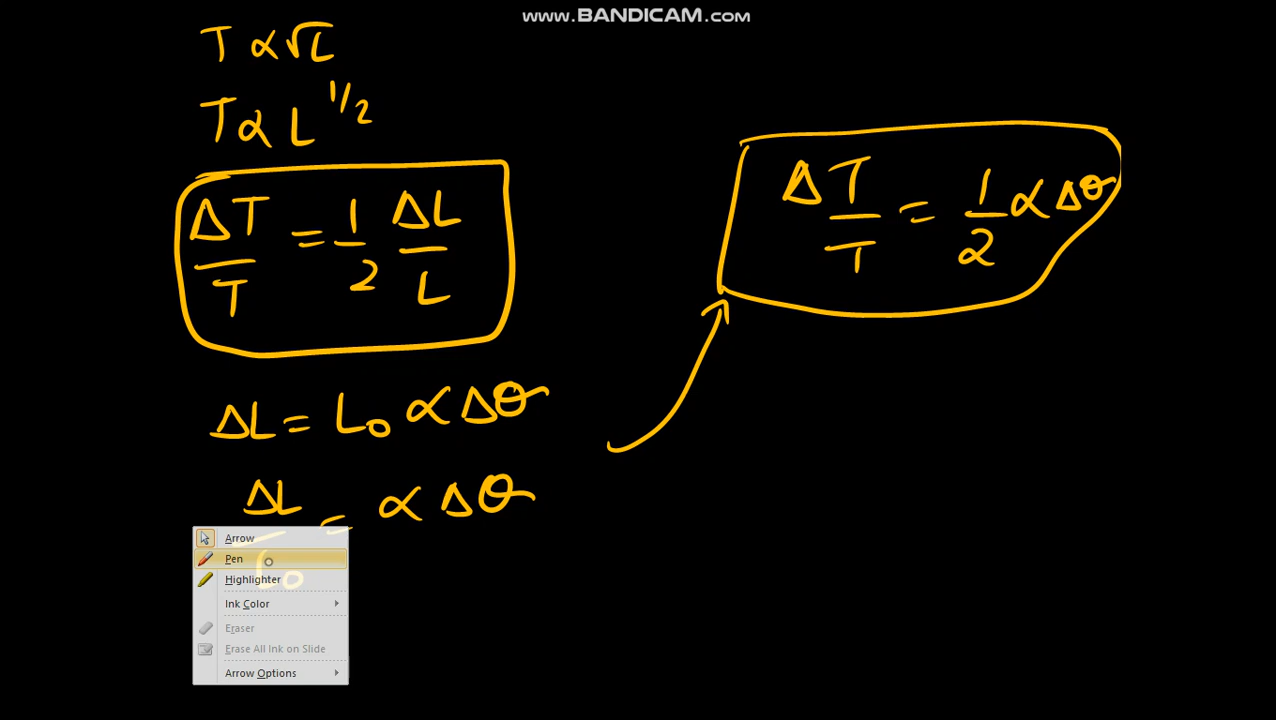 www.BANDICAM.com
T ∝ √L
T ∝ L^1/2
ΔT/T = 1/2 ΔL/L
ΔT/T = 1/2 ∝ Δθ
ΔL = L₀ ∝ Δθ
ΔL/L₀ = ∝ Δθ
Arrow
Pen
Highlighter
Ink Color
Eraser
Erase All Ink on Slide
Arrow Options